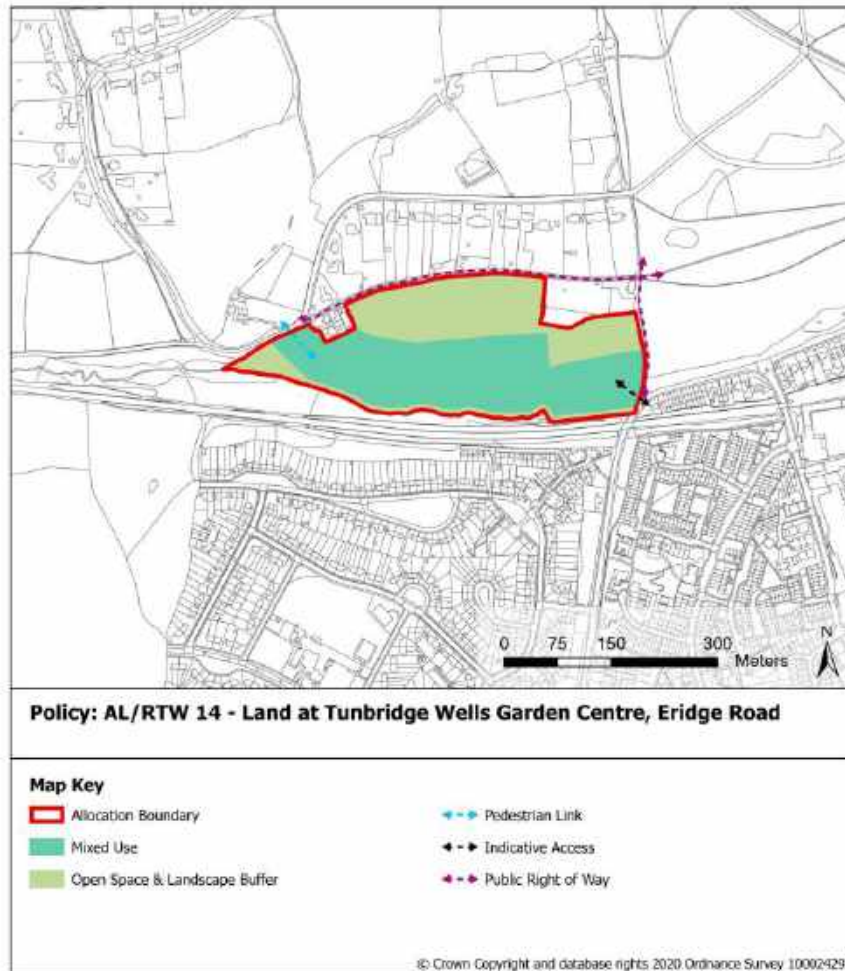 0 75 150 300
Meters
N
Policy: AL/RTW 14 - Land at Tunbridge Wells Garden Centre, Eridge Road
Map Key
Allocation Boundary
Mixed Use
Open Space & Landscape Buffer
Pedestrian Link
Indicative Access
Public Right of Way
© Crown Copyright and database rights 2020 Ordnance Survey 10002429